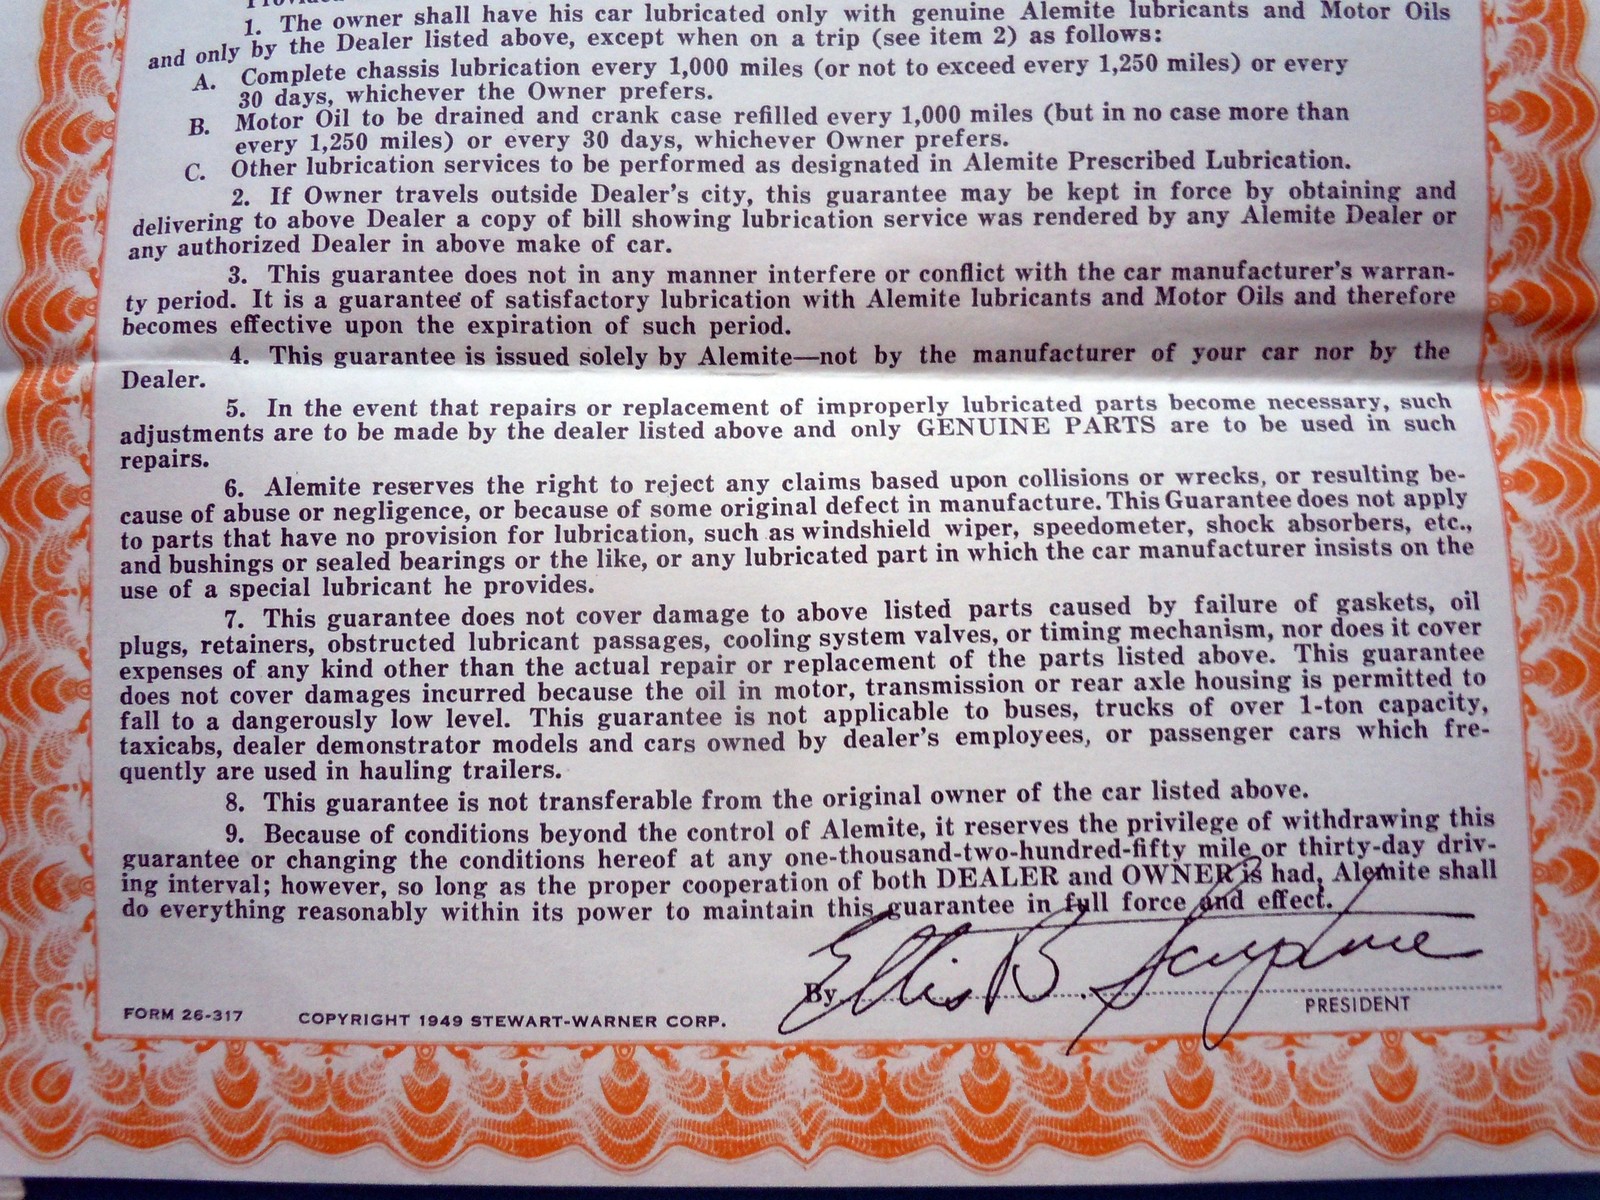 1. The owner shall have his car lubricated only with genuine Alemite lubricants and Motor Oils
and only by the Dealer listed above, except when on a trip (see item 2) as follows:
A. Complete chassis lubrication every 1,000 miles (or not to exceed every 1,250 miles) or every
30 days, whichever the Owner prefers.
B. Motor Oil to be drained and crank case refilled every 1,000 miles (but in no case more than
every 1,250 miles) or every 30 days, whichever Owner prefers.
C. Other lubrication services to be performed as designated in Alemite Prescribed Lubrication.
2. If Owner travels outside Dealer's city, this guarantee may be kept in force by obtaining and
delivering to above Dealer a copy of bill showing lubrication service was rendered by any Alemite Dealer or
any authorized Dealer in above make of car.
3. This guarantee does not in any manner interfere or conflict with the car manufacturer's warran-
ty period. It is a guarantee of satisfactory lubrication with Alemite lubricants and Motor Oils and therefore
becomes effective upon the expiration of such period.
4. This guarantee is issued solely by Alemite—not by the manufacturer of your car nor by the
Dealer.
5. In the event that repairs or replacement of improperly lubricated parts become necessary, such
adjustments are to be made by the dealer listed above and only GENUINE PARTS are to be used in such
repairs.
6. Alemite reserves the right to reject any claims based upon collisions or wrecks, or resulting be-
cause of abuse or negligence, or because of some original defect in manufacture. This Guarantee does not apply
to parts that have no provision for lubrication, such as windshield wiper, speedometer, shock absorbers, etc.,
and bushings or sealed bearings or the like, or any lubricated part in which the car manufacturer insists on the
use of a special lubricant he provides.
7. This guarantee does not cover damage to above listed parts caused by failure of gaskets, oil
plugs, retainers, obstructed lubricant passages, cooling system valves, or timing mechanism, nor does it cover
expenses of any kind other than the actual repair or replacement of the parts listed above. This guarantee
does not cover damages incurred because the oil in motor, transmission or rear axle housing is permitted to
fall to a dangerously low level. This guarantee is not applicable to buses, trucks of over 1-ton capacity,
taxicabs, dealer demonstrator models and cars owned by dealer's employees, or passenger cars which fre-
quently are used in hauling trailers.
8. This guarantee is not transferable from the original owner of the car listed above.
9. Because of conditions beyond the control of Alemite, it reserves the privilege of withdrawing this
guarantee or changing the conditions hereof at any one-thousand-two-hundred-fifty mile or thirty-day driv-
ing interval; however, so long as the proper cooperation of both DEALER and OWNER is had, Alemite shall
do everything reasonably within its power to maintain this guarantee in full force and effect.
By Ellis B.
PRESIDENT
FORM 26-317 COPYRIGHT 1949 STEWART-WARNER CORP.